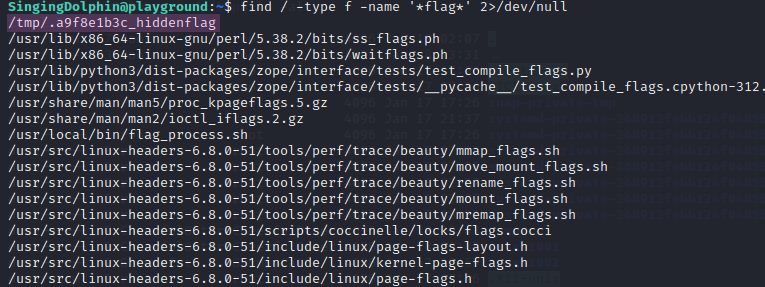 SingingDolphin@playground:~$ find / -type f -name '*flag*' 2>/dev/null
/tmp/.a9f8e1b3c_hiddenflag
/usr/lib/x86_64-linux-gnu/perl/5.38.2/bits/ss_flags.ph
/usr/lib/x86_64-linux-gnu/perl/5.38.2/bits/waitflags.ph
/usr/lib/python3/dist-packages/zope/interface/tests/test_compile_flags.py
/usr/lib/python3/dist-packages/zope/interface/tests/__pycache__/test_compile_flags.cpython-312.
/usr/share/man/man5/proc_kpageflags.5.gz
/usr/share/man/man2/ioctl_iflags.2.gz
/usr/local/bin/flag_process.sh
/usr/src/linux-headers-6.8.0-51/tools/perf/trace/beauty/mmap_flags.sh
/usr/src/linux-headers-6.8.0-51/tools/perf/trace/beauty/move_mount_flags.sh
/usr/src/linux-headers-6.8.0-51/tools/perf/trace/beauty/rename_flags.sh
/usr/src/linux-headers-6.8.0-51/tools/perf/trace/beauty/mount_flags.sh
/usr/src/linux-headers-6.8.0-51/tools/perf/trace/beauty/mremap_flags.sh
/usr/src/linux-headers-6.8.0-51/scripts/coccinelle/locks/flags.cocci
/usr/src/linux-headers-6.8.0-51/include/linux/page-flags-layout.h
/usr/src/linux-headers-6.8.0-51/include/linux/kernel-page-flags.h
/usr/src/linux-headers-6.8.0-51/include/linux/page-flags.h